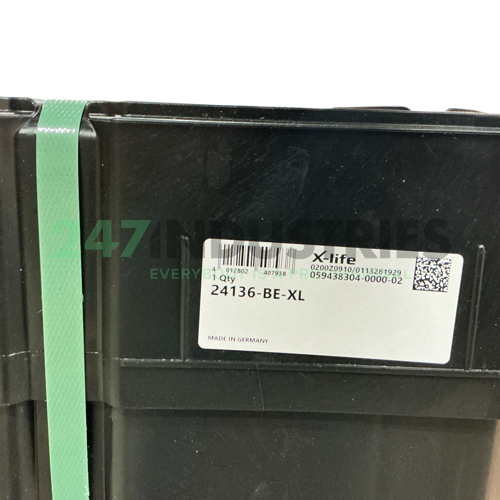 247INDUSTRIES
X-life
4 012802 407938
0200Z0910/0113281929
1 Qty
059438304-0000-02
24136-BE-XL
MADE IN GERMANY